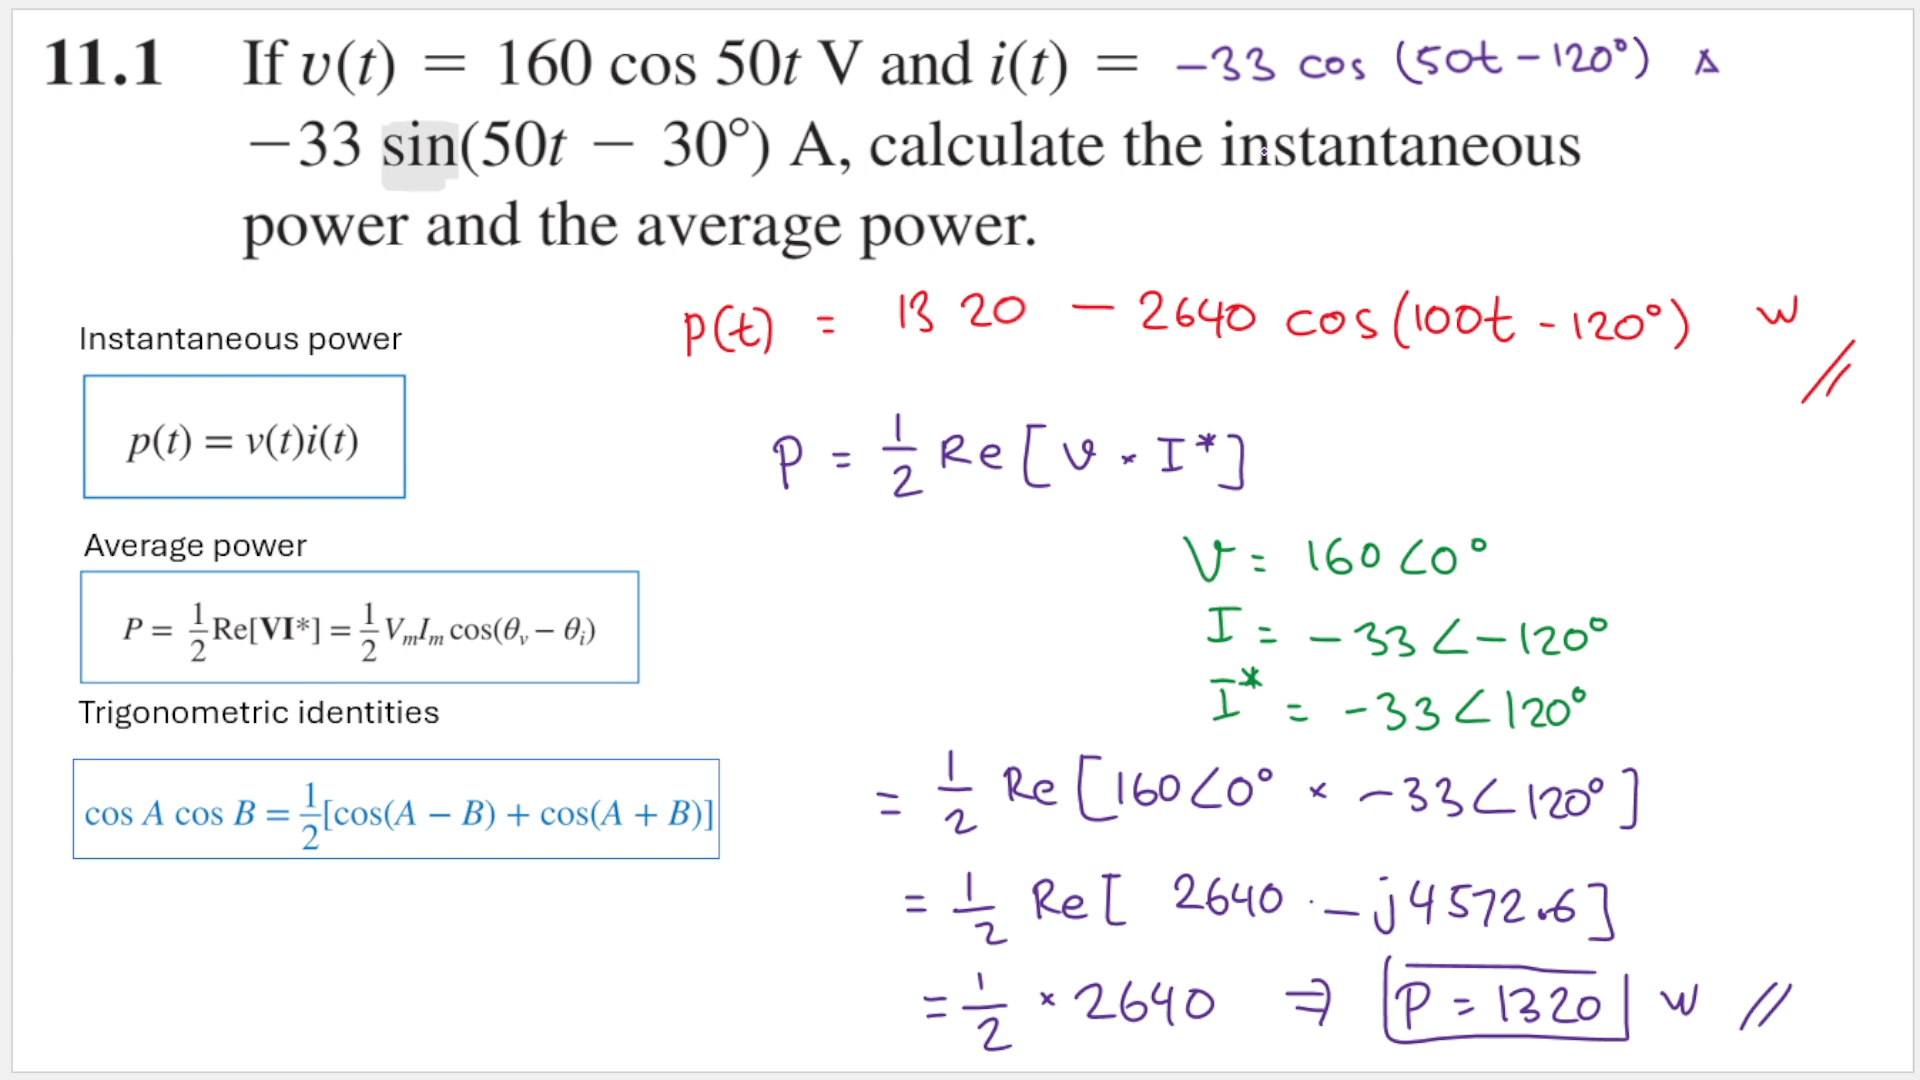 11.1 If v(t) = 160 cos 50t V and i(t) = -33 cos (50t - 120°) A
−33 sin(50t − 30°) A, calculate the instantaneous
power and the average power.
p(t) = 1320 - 2640 cos(100t - 120°) W //
Instantaneous power
p(t) = v(t)i(t)
P = 1/2 Re [ V × I* ]
Average power
P = 1/2 Re[VI*] = 1/2 VmIm cos(θv − θi)
V = 160 <0°
I = -33 <-120°
I* = -33 <120°
Trigonometric identities
cos A cos B = 1/2 [cos(A − B) + cos(A + B)]
= 1/2 Re [160 <0° × -33 <120°]
= 1/2 Re [ 2640 - j4572.6]
= 1/2 × 2640 ⇒ P = 1320 W //